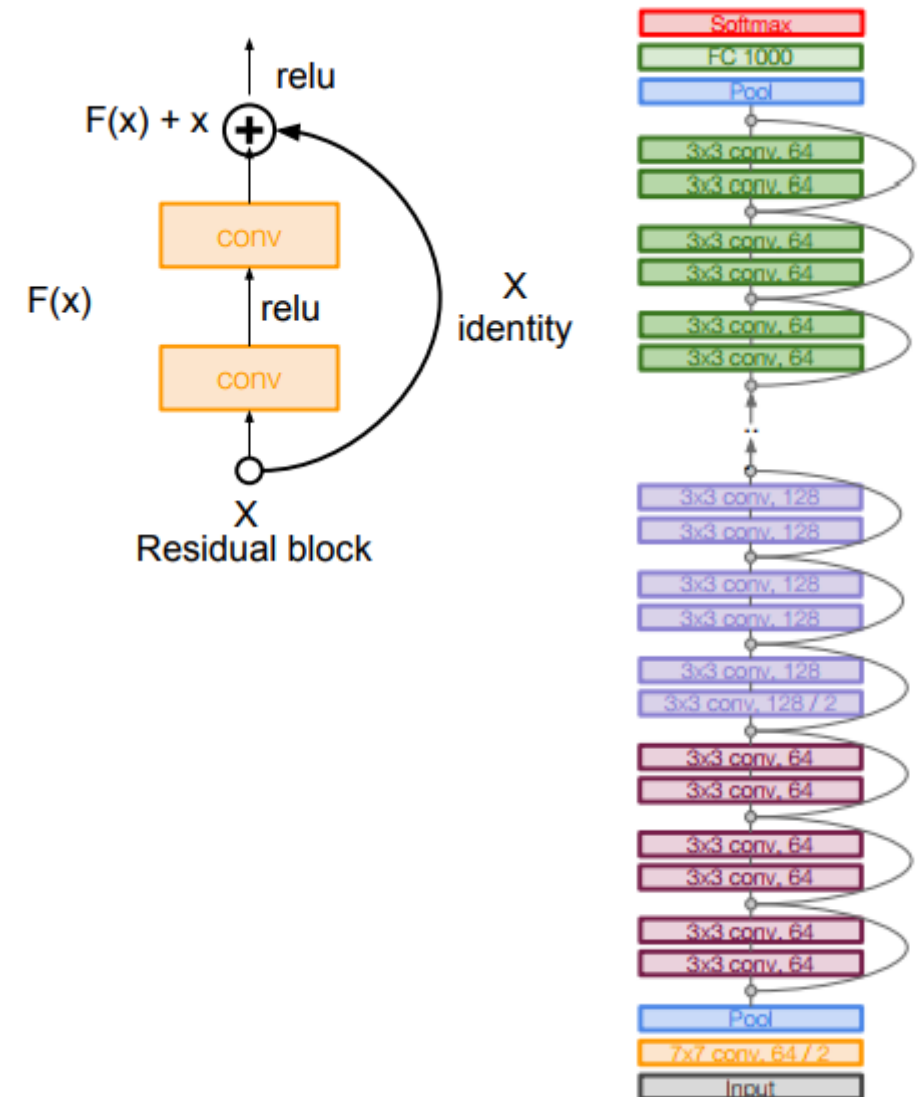 relu
F(x) + x
conv
F(x)
relu
X
identity
conv
X
Residual block
Softmax
FC 1000
Pool
3x3 conv, 64
3x3 conv, 64
3x3 conv, 64
3x3 conv, 64
3x3 conv, 64
3x3 conv, 64
..
3x3 conv, 128
3x3 conv, 128
3x3 conv, 128
3x3 conv, 128
3x3 conv, 128
3x3 conv, 128 / 2
3x3 conv, 64
3x3 conv, 64
3x3 conv, 64
3x3 conv, 64
3x3 conv, 64
3x3 conv, 64
Pool
7x7 conv, 64 / 2
Input